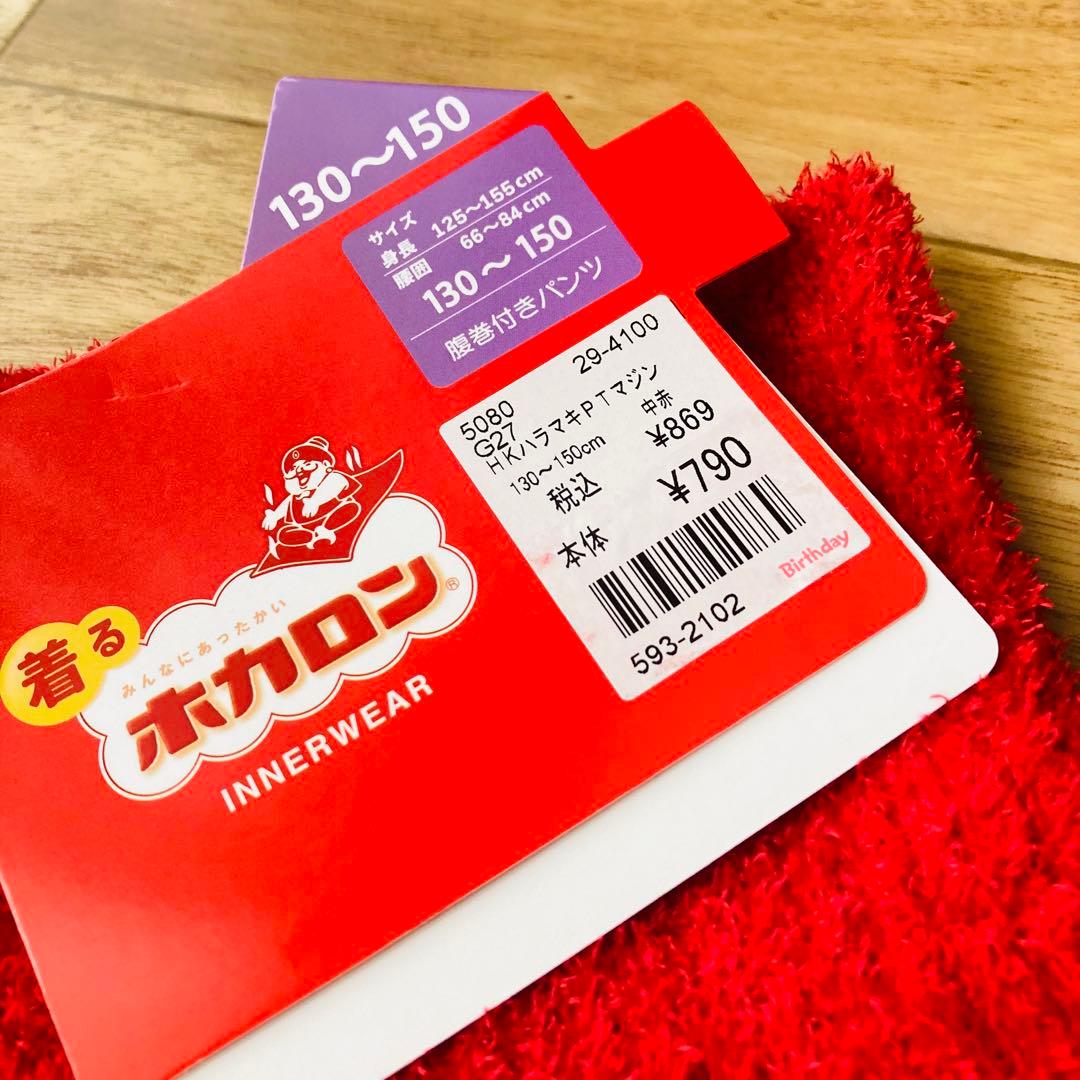 130〜150
サイズ
身長 125〜155cm
腰囲 66〜84cm
130 〜 150
腹巻付きパンツ
29-4100
5080
G27
HKハラマキPTマジン
130〜150cm 中赤
税込 ¥869
本体 ¥790
Birthday
593-2102
着る
みんなにあったかい
ホカロン®
INNERWEAR